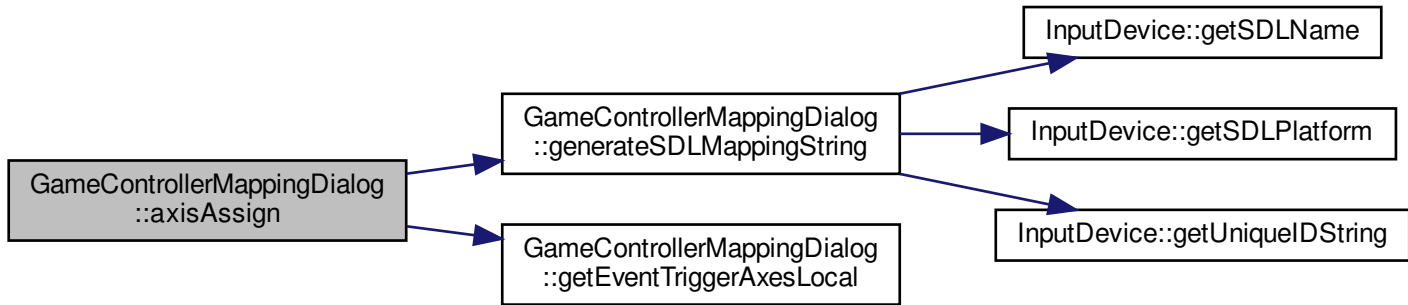 GameControllerMappingDialog
::axisAssign
GameControllerMappingDialog
::generateSDLMappingString
GameControllerMappingDialog
::getEventTriggerAxesLocal
InputDevice::getSDLName
InputDevice::getSDLPlatform
InputDevice::getUniqueIDString